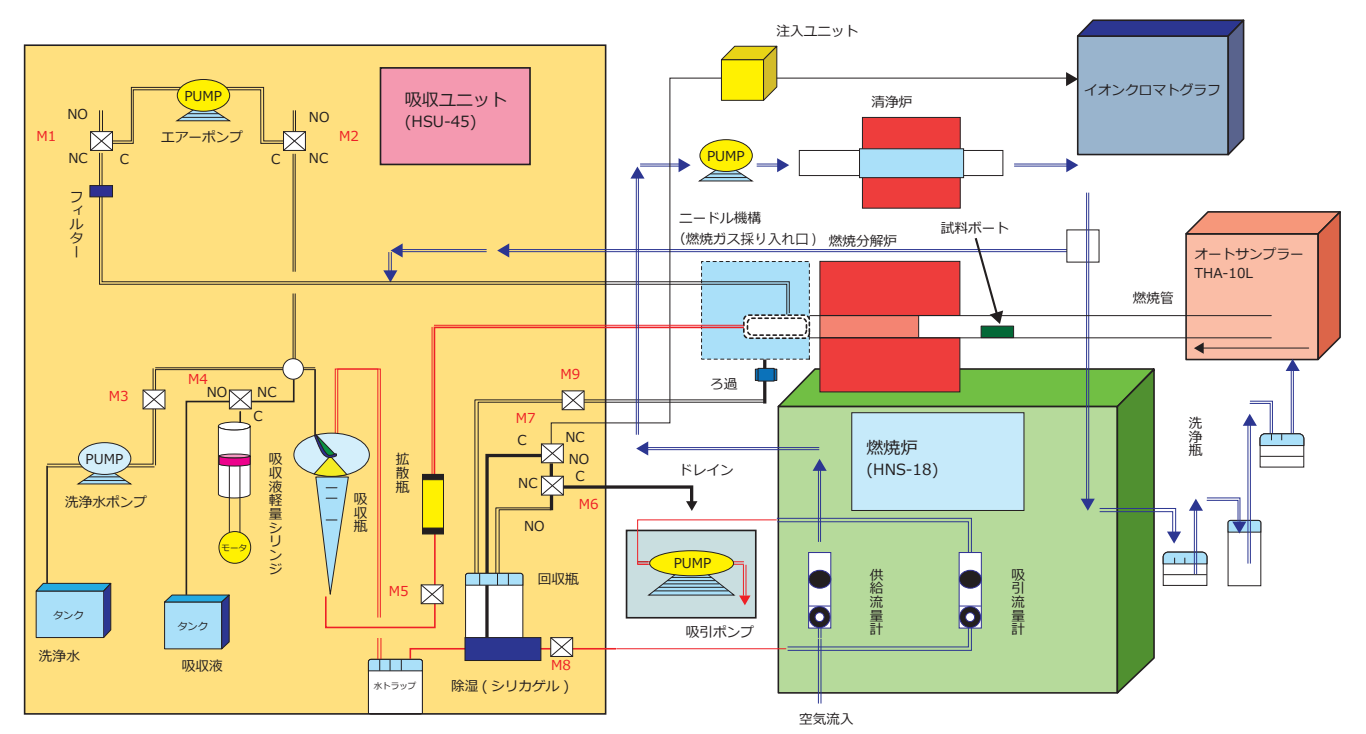 注入ユニット
PUMP
エアーポンプ
NO
M1
NC
C
NO
M2
C
NC
吸収ユニット
(HSU-45)
イオンクロマトグラフ
清浄炉
PUMP
フィルター
ニードル機構
(燃焼ガス採り入れ口)
燃焼分解炉
試料ボート
オートサンプラー
THA-10L
燃焼管
ろ過
M3
M4
NO
NC
C
M9
M7
C
NC
NO
C
NC
M6
NO
PUMP
洗浄水ポンプ
吸収液軽量シリンジ
モータ
吸収瓶
拡散瓶
ドレイン
燃焼炉
(HNS-18)
洗浄瓶
M5
回収瓶
PUMP
吸引ポンプ
供給流量計
吸引流量計
タンク
洗浄水
タンク
吸収液
水トラップ
M8
除湿(シリカゲル)
空気流入